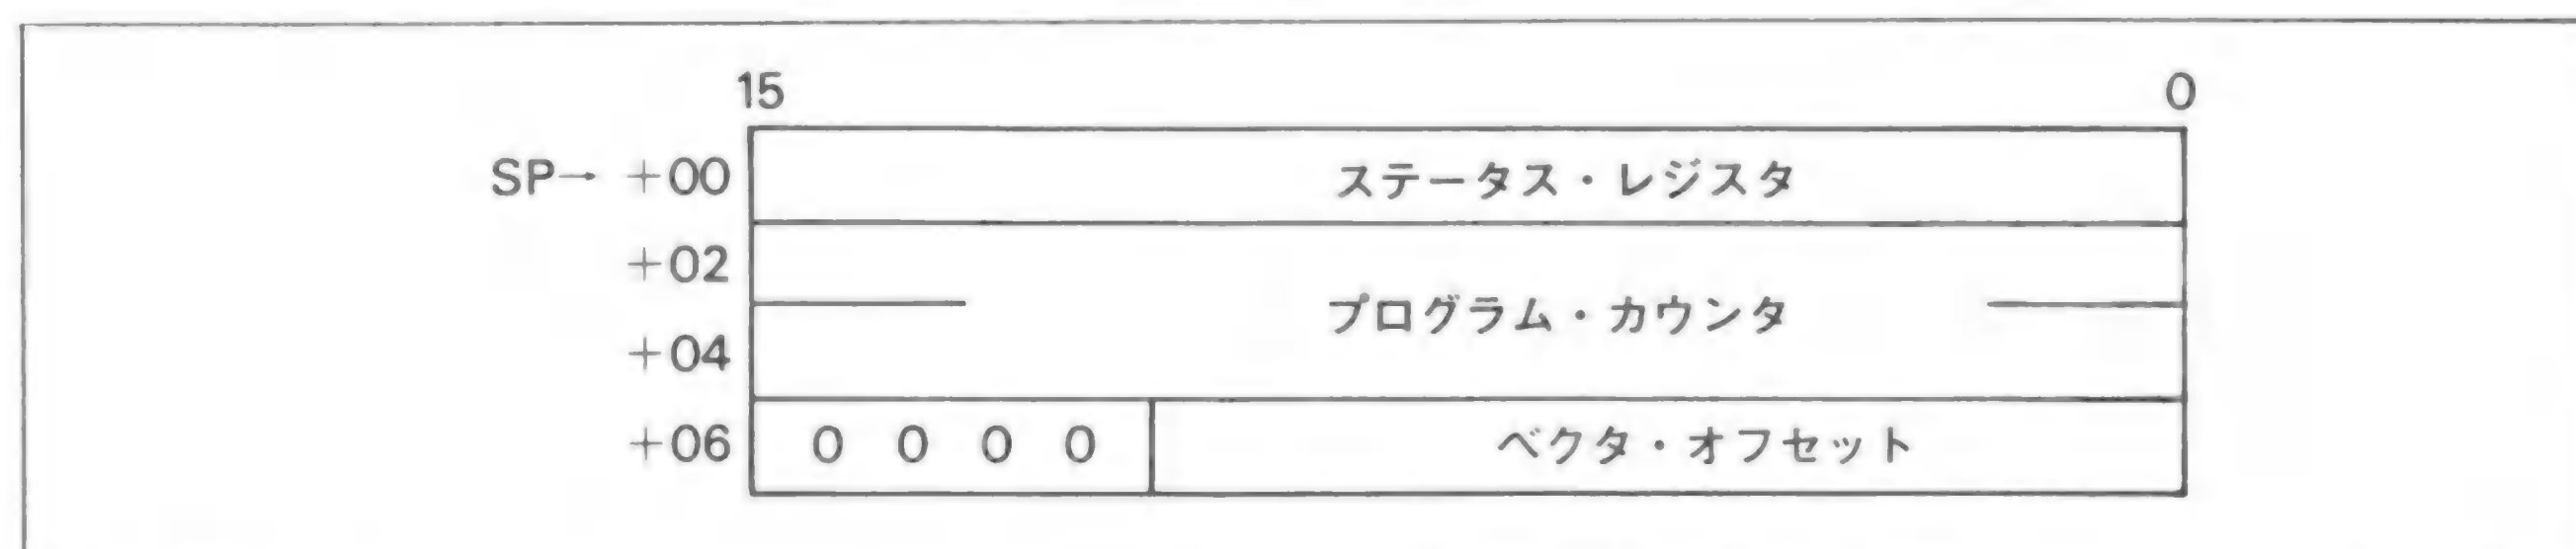 15 0
SP→ +00 ステータス・レジスタ
+02
プログラム・カウンタ
+04
+06 0 0 0 0 ベクタ・オフセット